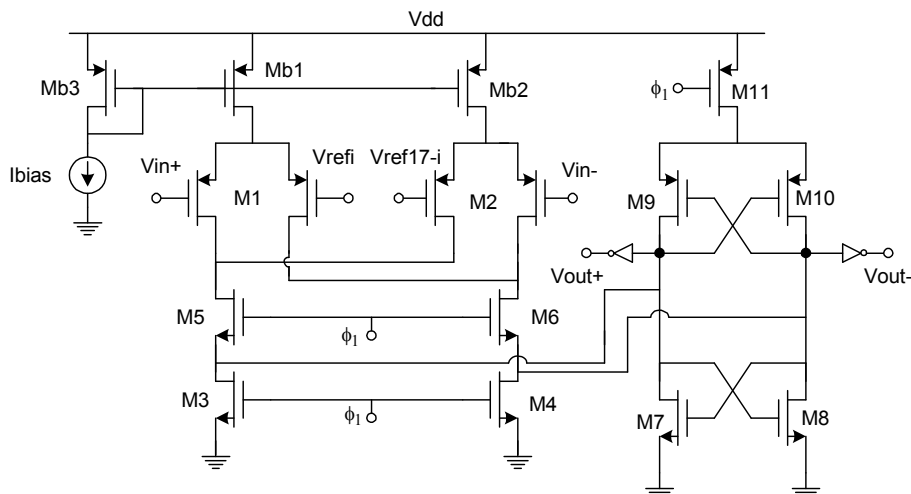 Vdd
Mb3
Mb1
Mb2
ϕ1
M11
Ibias
Vin+
Vrefi
Vref17-i
Vin-
M1
M2
M9
M10
Vout+
Vout-
M5
M6
ϕ1
M3
M4
ϕ1
M7
M8